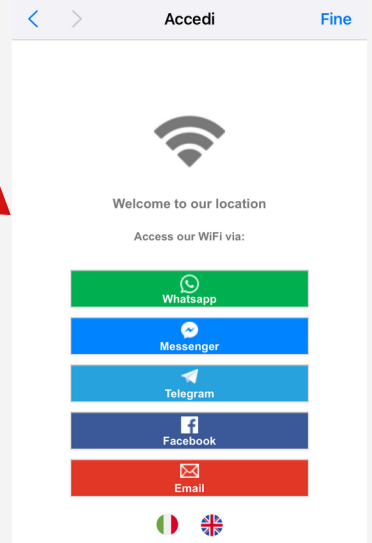 Accedi Fine
Welcome to our location
Access our WiFi via:
Whatsapp
Messenger
Telegram
Facebook
Email